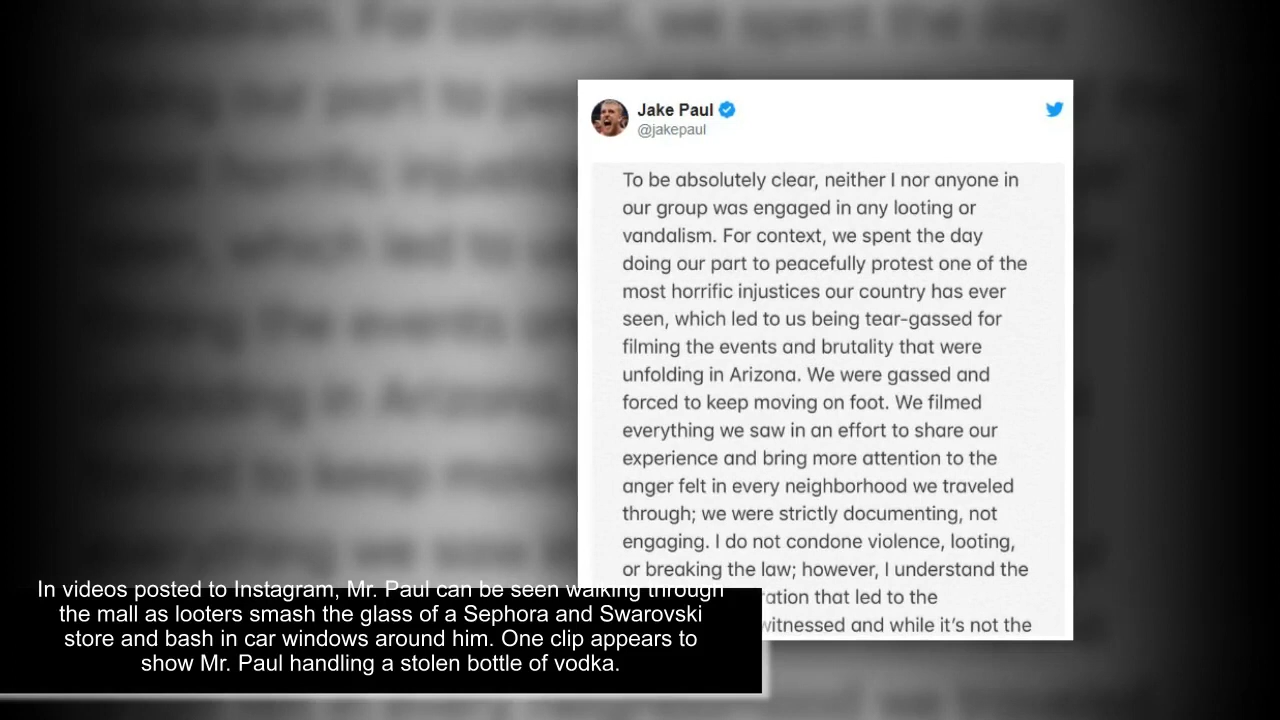 Jake Paul
@jakepaul
To be absolutely clear, neither I nor anyone in
our group was engaged in any looting or
vandalism. For context, we spent the day
doing our part to peacefully protest one of the
most horrific injustices our country has ever
seen, which led to us being tear-gassed for
filming the events and brutality that were
unfolding in Arizona. We were gassed and
forced to keep moving on foot. We filmed
everything we saw in an effort to share our
experience and bring more attention to the
anger felt in every neighborhood we traveled
through; we were strictly documenting, not
engaging. I do not condone violence, looting,
or breaking the law; however, I understand the
ration that led to the
witnessed and while it’s not the
In videos posted to Instagram, Mr. Paul can be seen walking through
the mall as looters smash the glass of a Sephora and Swarovski
store and bash in car windows around him. One clip appears to
show Mr. Paul handling a stolen bottle of vodka.